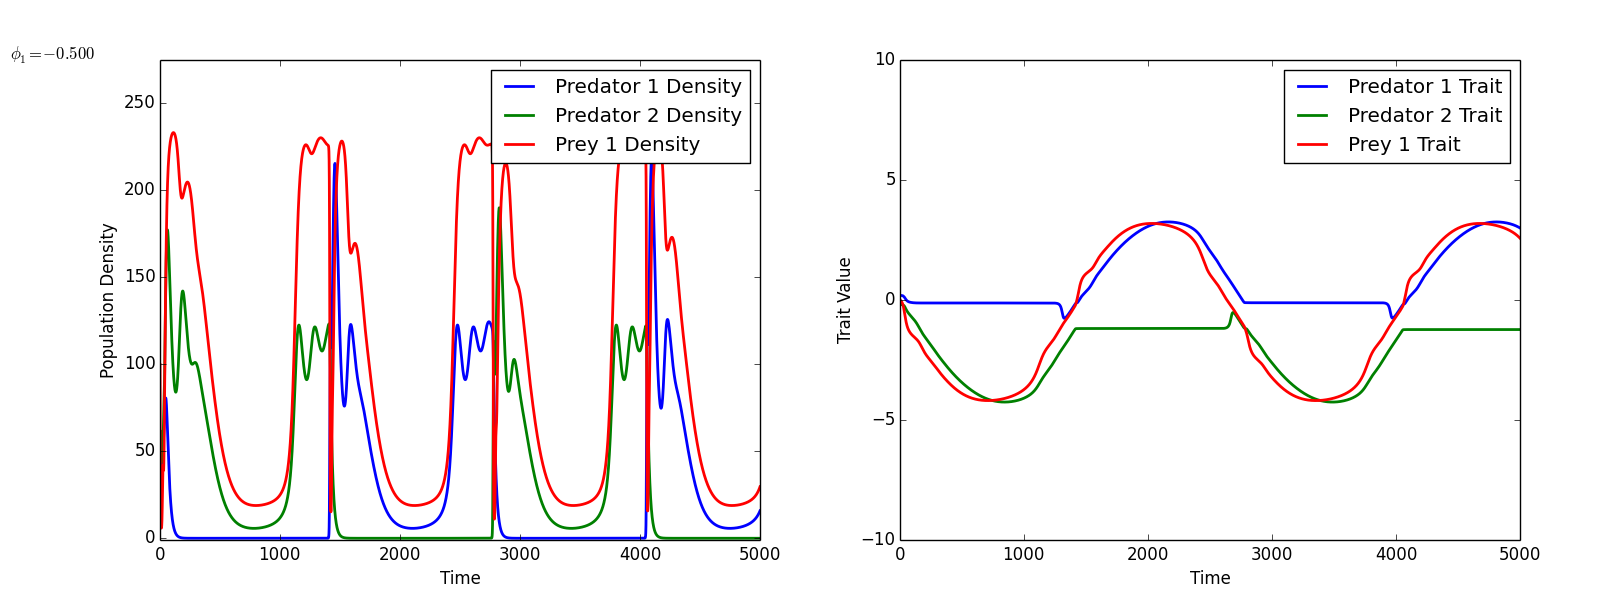 ϕ₁=−0.500
Population Density
250
200
150
100
50
0
0 1000 2000 3000 4000 5000
Time
Predator 1 Density
Predator 2 Density
Prey 1 Density
Trait Value
10
5
0
−5
−10
0 1000 2000 3000 4000 5000
Time
Predator 1 Trait
Predator 2 Trait
Prey 1 Trait